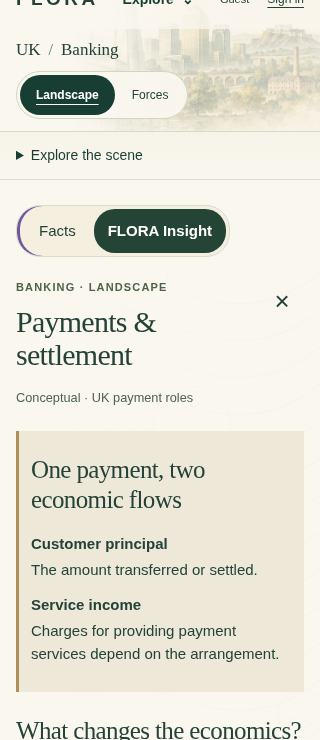 FLORA Explore Guest Sign in
UK / Banking
Landscape Forces
▶ Explore the scene
Facts FLORA Insight
BANKING · LANDSCAPE
✕
Payments &
settlement
Conceptual · UK payment roles
One payment, two
economic flows
Customer principal
The amount transferred or settled.
Service income
Charges for providing payment
services depend on the arrangement.
What changes the economics?